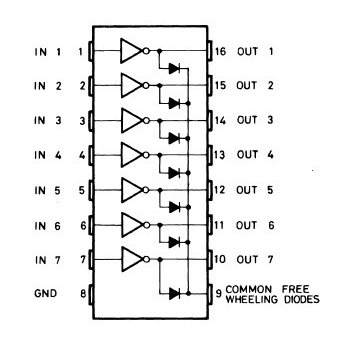 IN 1 1 16 OUT 1
IN 2 2 15 OUT 2
IN 3 3 14 OUT 3
IN 4 4 13 OUT 4
IN 5 5 12 OUT 5
IN 6 6 11 OUT 6
IN 7 7 10 OUT 7
GND 8 9 COMMON FREE
WHEELING DIODES